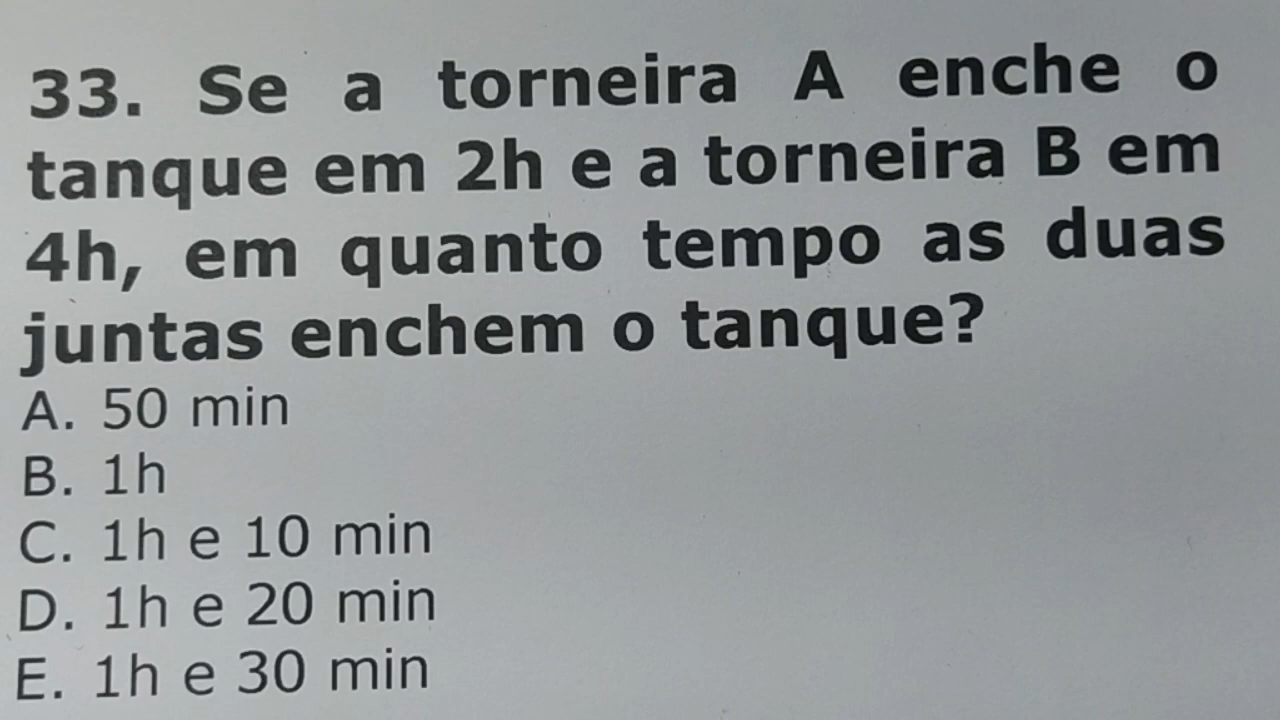 33. Se a torneira A enche o
tanque em 2h e a torneira B em
4h, em quanto tempo as duas
juntas enchem o tanque?
A. 50 min
B. 1h
C. 1h e 10 min
D. 1h e 20 min
E. 1h e 30 min